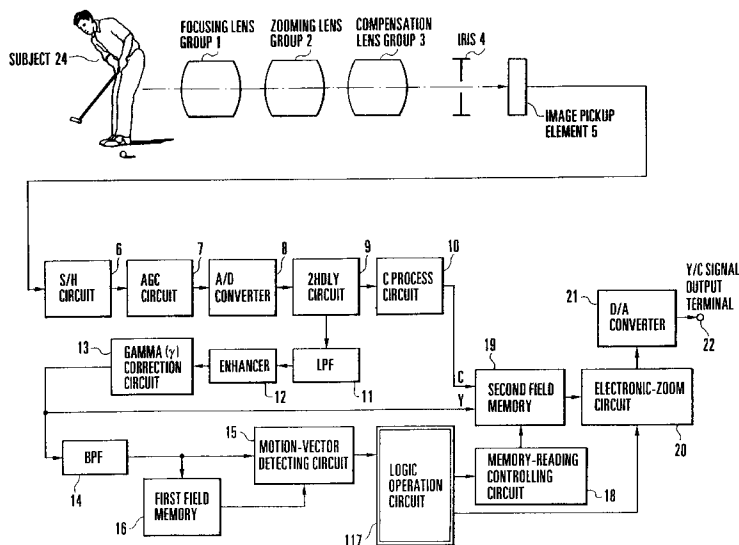 FOCUSING LENS
GROUP 1
ZOOMING LENS
GROUP 2
COMPENSATION
LENS GROUP 3
IRIS 4
SUBJECT 24
IMAGE PICKUP
ELEMENT 5
6
7
8
9
10
S/H
CIRCUIT
AGC
CIRCUIT
A/D
CONVERTER
2HDLY
CIRCUIT
C PROCESS
CIRCUIT
Y/C SIGNAL
OUTPUT
TERMINAL
21
D/A
CONVERTER
22
13
GAMMA (γ)
CORRECTION
CIRCUIT
ENHANCER
12
LPF
11
19
C
Y
SECOND FIELD
MEMORY
ELECTRONIC-ZOOM
CIRCUIT
20
BPF
14
15
MOTION-VECTOR
DETECTING CIRCUIT
FIRST FIELD
MEMORY
16
LOGIC
OPERATION
CIRCUIT
117
MEMORY-READING
CONTROLLING
CIRCUIT
18